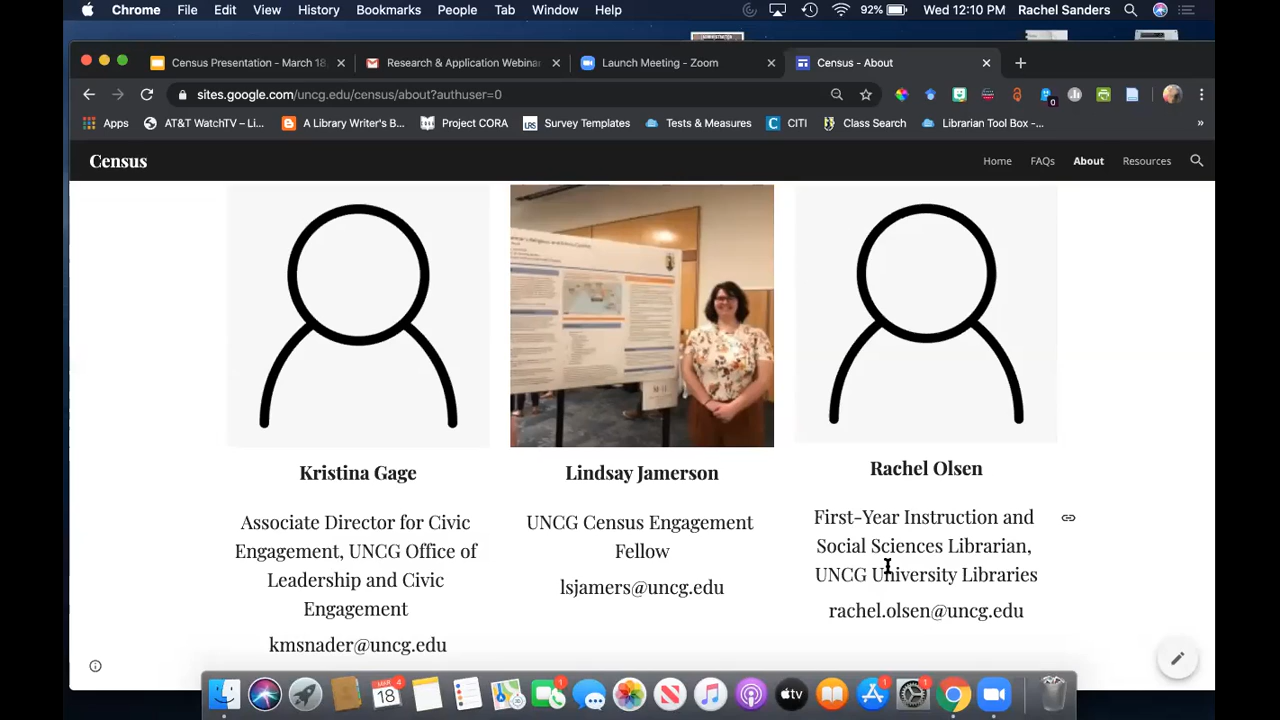 Chrome File Edit View History Bookmarks People Tab Window Help 92% Wed 12:10 PM Rachel Sanders
Census Presentation - March 18, Research & Application Webinar Launch Meeting - Zoom Census - About
sites.google.com/uncg.edu/census/about?authuser=0
Apps AT&T WatchTV – Li... A Library Writer's B... Project CORA Survey Templates Tests & Measures CITI Class Search Librarian Tool Box -...
Census Home FAQs About Resources
Kristina Gage
Associate Director for Civic
Engagement, UNCG Office of
Leadership and Civic
Engagement
kmsnader@uncg.edu
Lindsay Jamerson
UNCG Census Engagement
Fellow
lsjamers@uncg.edu
Rachel Olsen
First-Year Instruction and
Social Sciences Librarian,
UNCG University Libraries
rachel.olsen@uncg.edu